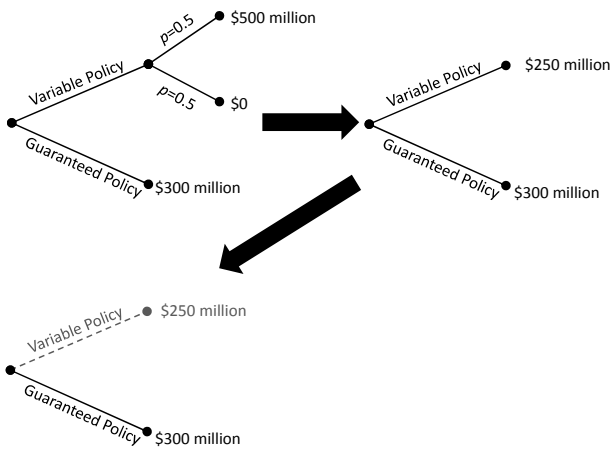 p=0.5
$500 million
Variable Policy
p=0.5
$0
Guaranteed Policy
$300 million
Variable Policy
$250 million
Guaranteed Policy
$300 million
Variable Policy
$250 million
Guaranteed Policy
$300 million